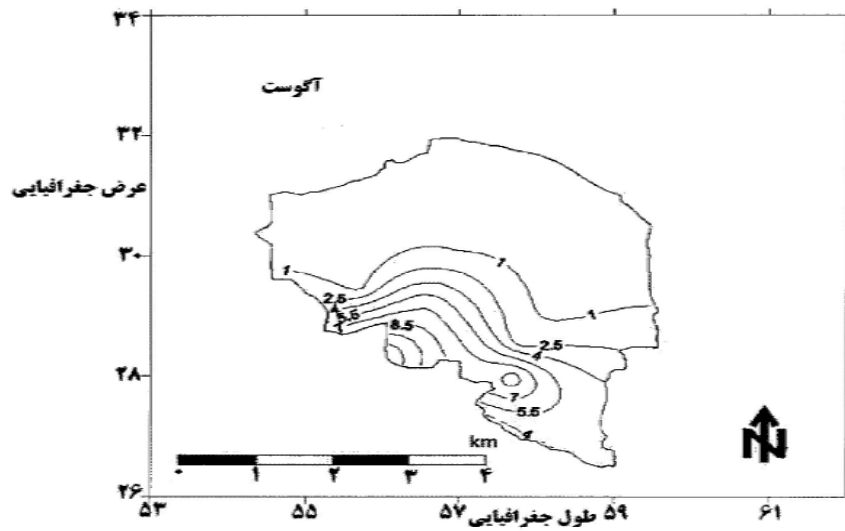 ۳۴
آگوست
۳۲
عرض جغرافیایی
۳۰
1
1
1
2.5
5.5
8.5
2.5
4
۲۸
7
5.5
4
km
۰ ۱ ۲ ۳ ۴
N
۲۶
۵۳ ۵۵ ۵۷ ۵۹ ۶۱
طول جغرافیایی